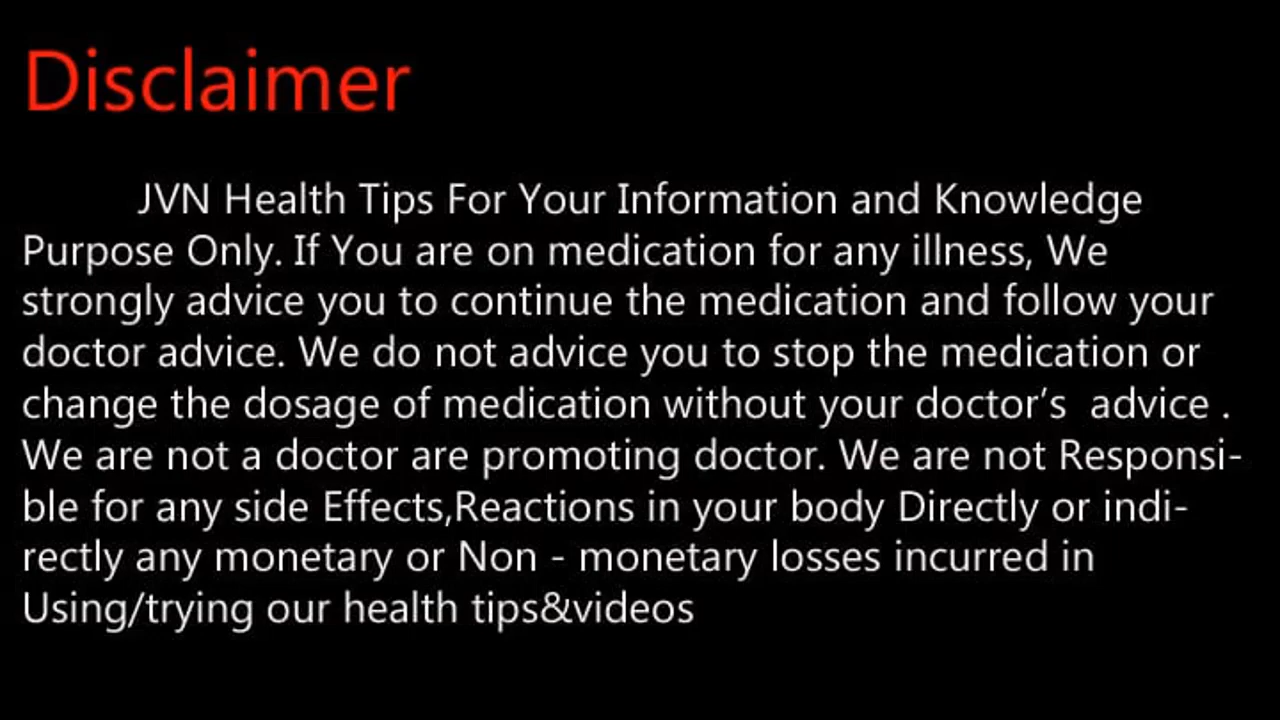 Disclaimer
JVN Health Tips For Your Information and Knowledge
Purpose Only. If You are on medication for any illness, We
strongly advice you to continue the medication and follow your
doctor advice. We do not advice you to stop the medication or
change the dosage of medication without your doctor’s  advice .
We are not a doctor are promoting doctor. We are not Responsi-
ble for any side Effects,Reactions in your body Directly or indi-
rectly any monetary or Non - monetary losses incurred in
Using/trying our health tips&videos